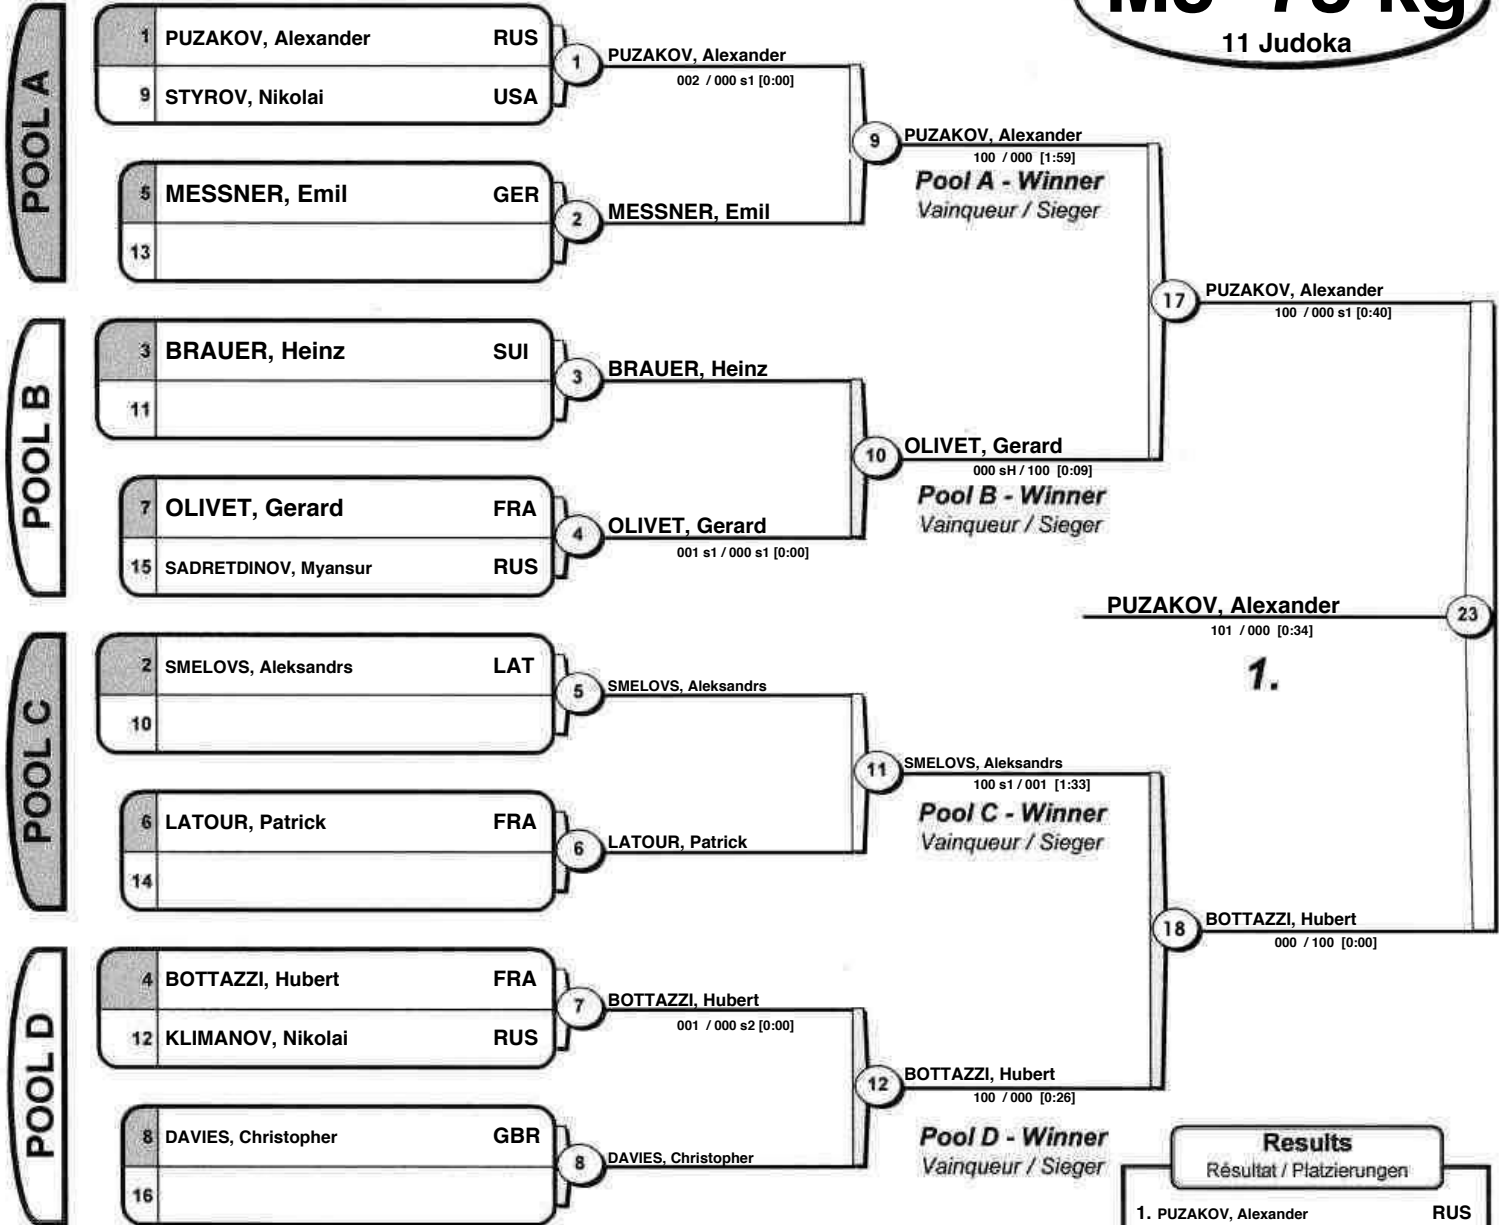 M8 -73 kg
11 Judoka
POOL A
1 PUZAKOV, Alexander RUS
9 STYROV, Nikolai USA
1
PUZAKOV, Alexander
002 / 000 s1 [0:00]
5 MESSNER, Emil GER
13
2
MESSNER, Emil
9
PUZAKOV, Alexander
100 / 000 [1:59]
Pool A - Winner
Vainqueur / Sieger
POOL B
3 BRAUER, Heinz SUI
11
3
BRAUER, Heinz
7 OLIVET, Gerard FRA
15 SADRETDINOV, Myansur RUS
4
OLIVET, Gerard
001 s1 / 000 s1 [0:00]
10
OLIVET, Gerard
000 sH / 100 [0:09]
Pool B - Winner
Vainqueur / Sieger
17
PUZAKOV, Alexander
100 / 000 s1 [0:40]
PUZAKOV, Alexander
23
101 / 000 [0:34]
1.
POOL C
2 SMELOVS, Aleksandrs LAT
10
5
SMELOVS, Aleksandrs
6 LATOUR, Patrick FRA
14
6
LATOUR, Patrick
11
SMELOVS, Aleksandrs
100 s1 / 001 [1:33]
Pool C - Winner
Vainqueur / Sieger
POOL D
4 BOTTAZZI, Hubert FRA
12 KLIMANOV, Nikolai RUS
7
BOTTAZZI, Hubert
001 / 000 s2 [0:00]
8 DAVIES, Christopher GBR
16
8
DAVIES, Christopher
12
BOTTAZZI, Hubert
100 / 000 [0:26]
Pool D - Winner
Vainqueur / Sieger
18
BOTTAZZI, Hubert
000 / 100 [0:00]
Results
Résultat / Platzierungen
1. PUZAKOV, Alexander RUS